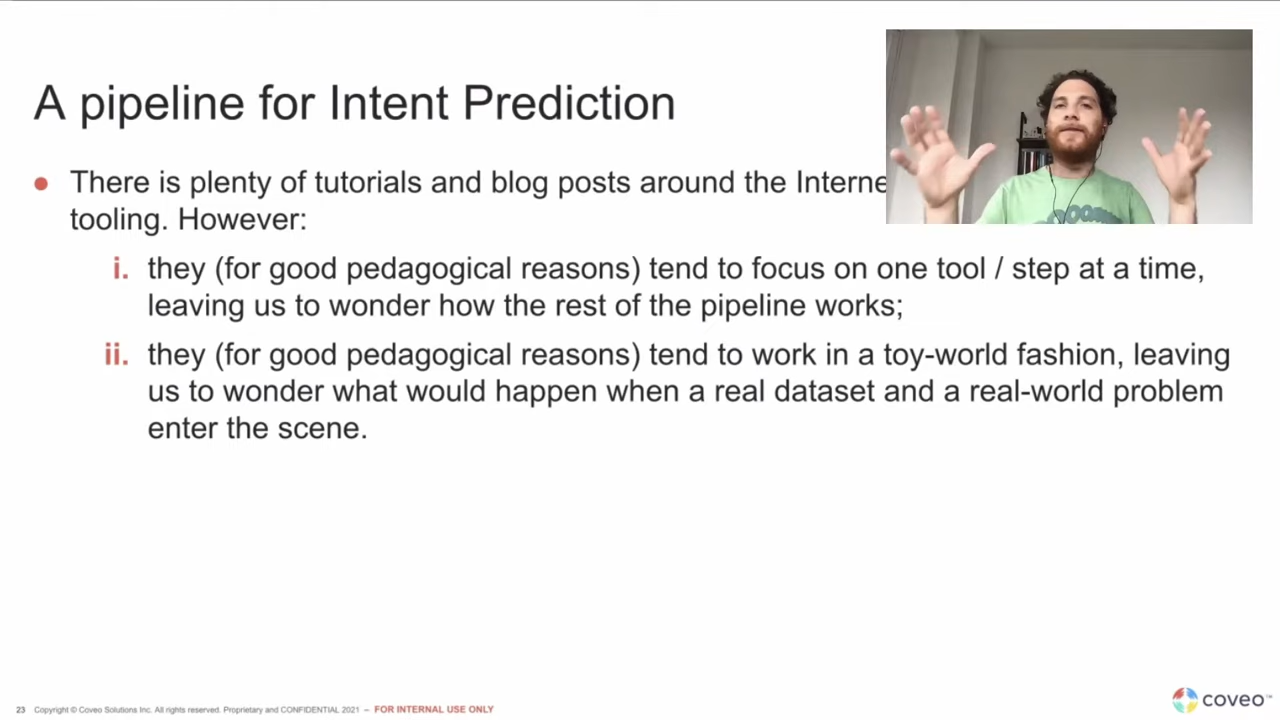 A pipeline for Intent Prediction
● There is plenty of tutorials and blog posts around the
tooling. However:
i. they (for good pedagogical reasons) tend to focus on one tool / step at a time,
leaving us to wonder how the rest of the pipeline works;
ii. they (for good pedagogical reasons) tend to work in a toy-world fashion, leaving
us to wonder what would happen when a real dataset and a real-world problem
enter the scene.
23 Copyright © Coveo Solutions Inc. All rights reserved. Proprietary and CONFIDENTIAL 2021 – FOR INTERNAL USE ONLY
coveo™